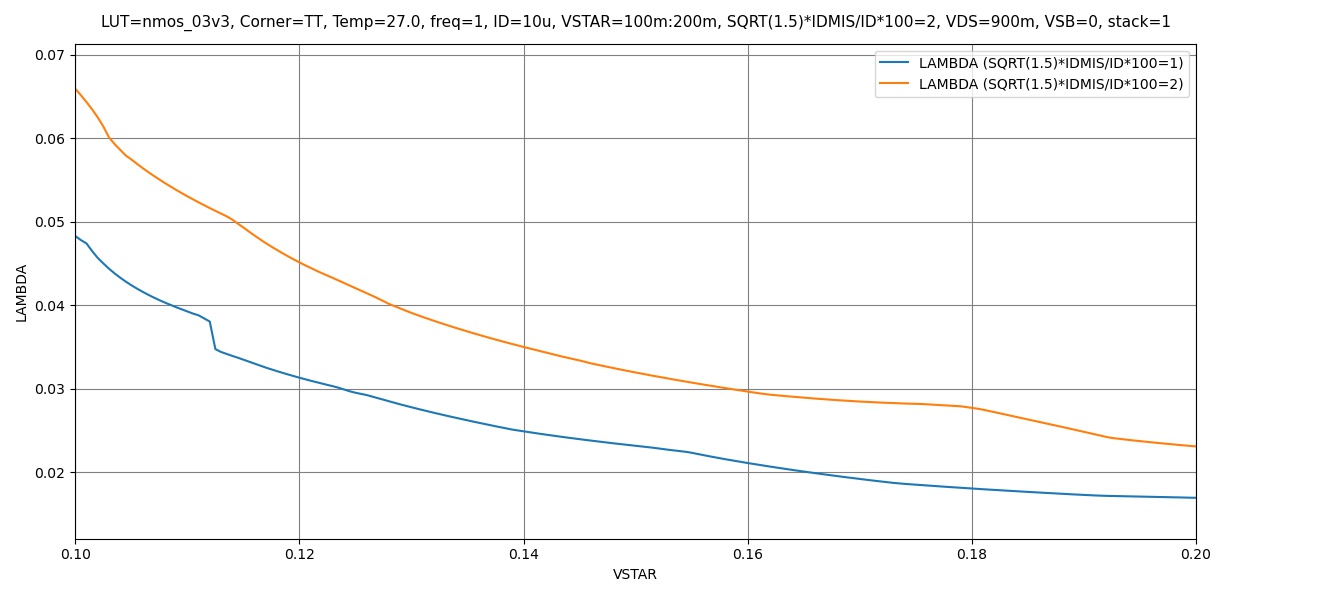 LUT=nmos_03v3, Corner=TT, Temp=27.0, freq=1, ID=10u, VSTAR=100m:200m, SQRT(1.5)*IDMIS/ID*100=2, VDS=900m, VSB=0, stack=1
LAMBDA (SQRT(1.5)*IDMIS/ID*100=1)
LAMBDA (SQRT(1.5)*IDMIS/ID*100=2)
0.07
0.06
0.05
0.04
0.03
0.02
LAMBDA
0.10 0.12 0.14 0.16 0.18 0.20
VSTAR